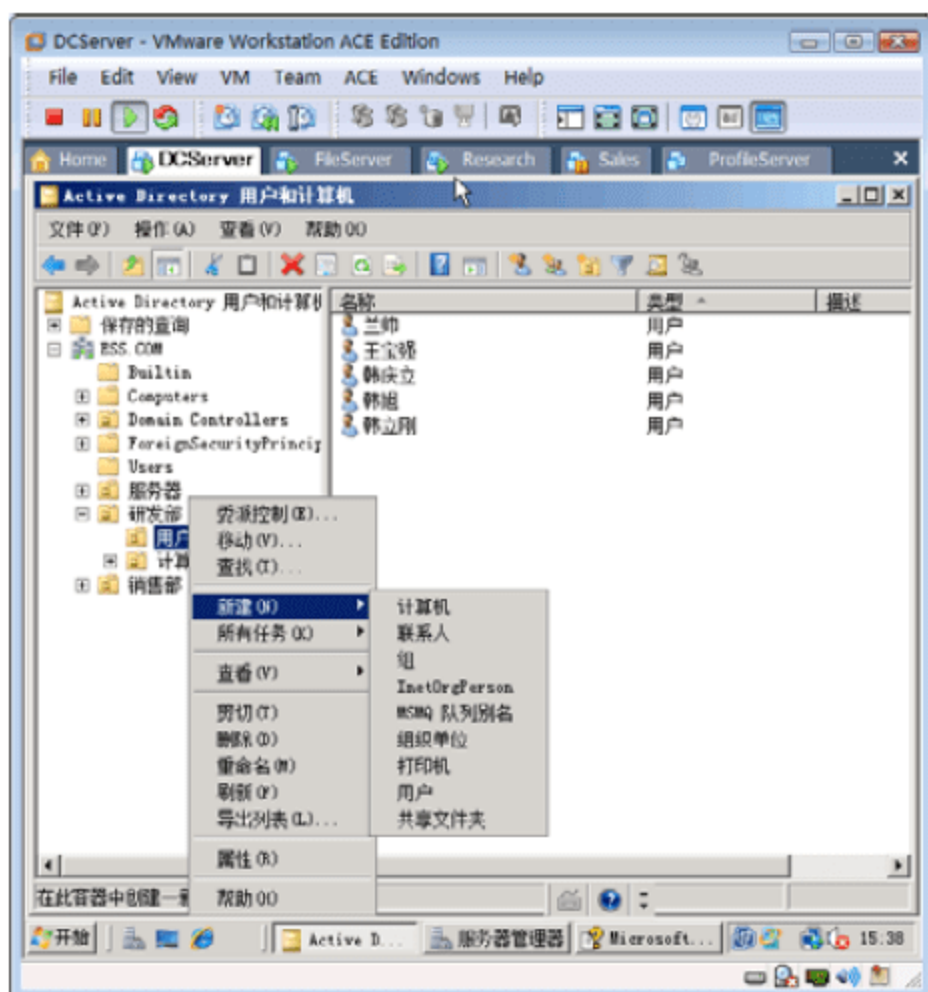 DCServer - VMware Workstation ACE Edition
File Edit View VM Team ACE Windows Help
Home DCServer FileServer Research Sales ProfileServer
Active Directory 用户和计算机
文件(F) 操作(A) 查看(V) 帮助(H)
Active Directory 用户和计算机 名称 类型 描述
保存的查询 兰帅 用户
ESS.COM 王宝强 用户
Builtin 韩庆立 用户
Computers 韩旭 用户
Domain Controllers 韩立刚 用户
ForeignSecurityPrincip
Users
服务器
研发部
用户
计算
销售部
委派控制(E)...
移动(V)...
查找(I)...
新建(N)
所有任务(K)
查看(V)
剪切(T)
删除(D)
重命名(M)
刷新(F)
导出列表(L)...
属性(R)
帮助(H)
计算机
联系人
组
InetOrgPerson
MSMQ 队列别名
组织单位
打印机
用户
共享文件夹
在此容器中创建一
开始 Active D... 服务器管理器 Microsoft... 15:38